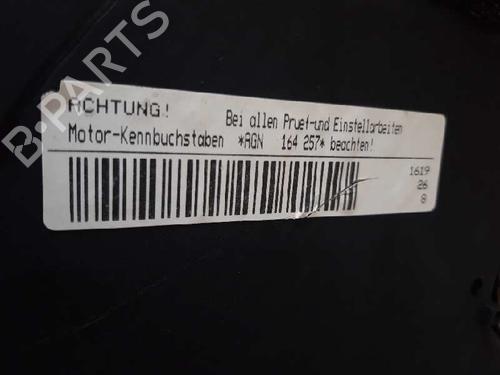 B-PARTS
ACHTUNG! Bei allen Pruef-und Einstellarbeiten
Motor-Kennbuchstaben *AGN 164 257* beachten!
1619
26
8